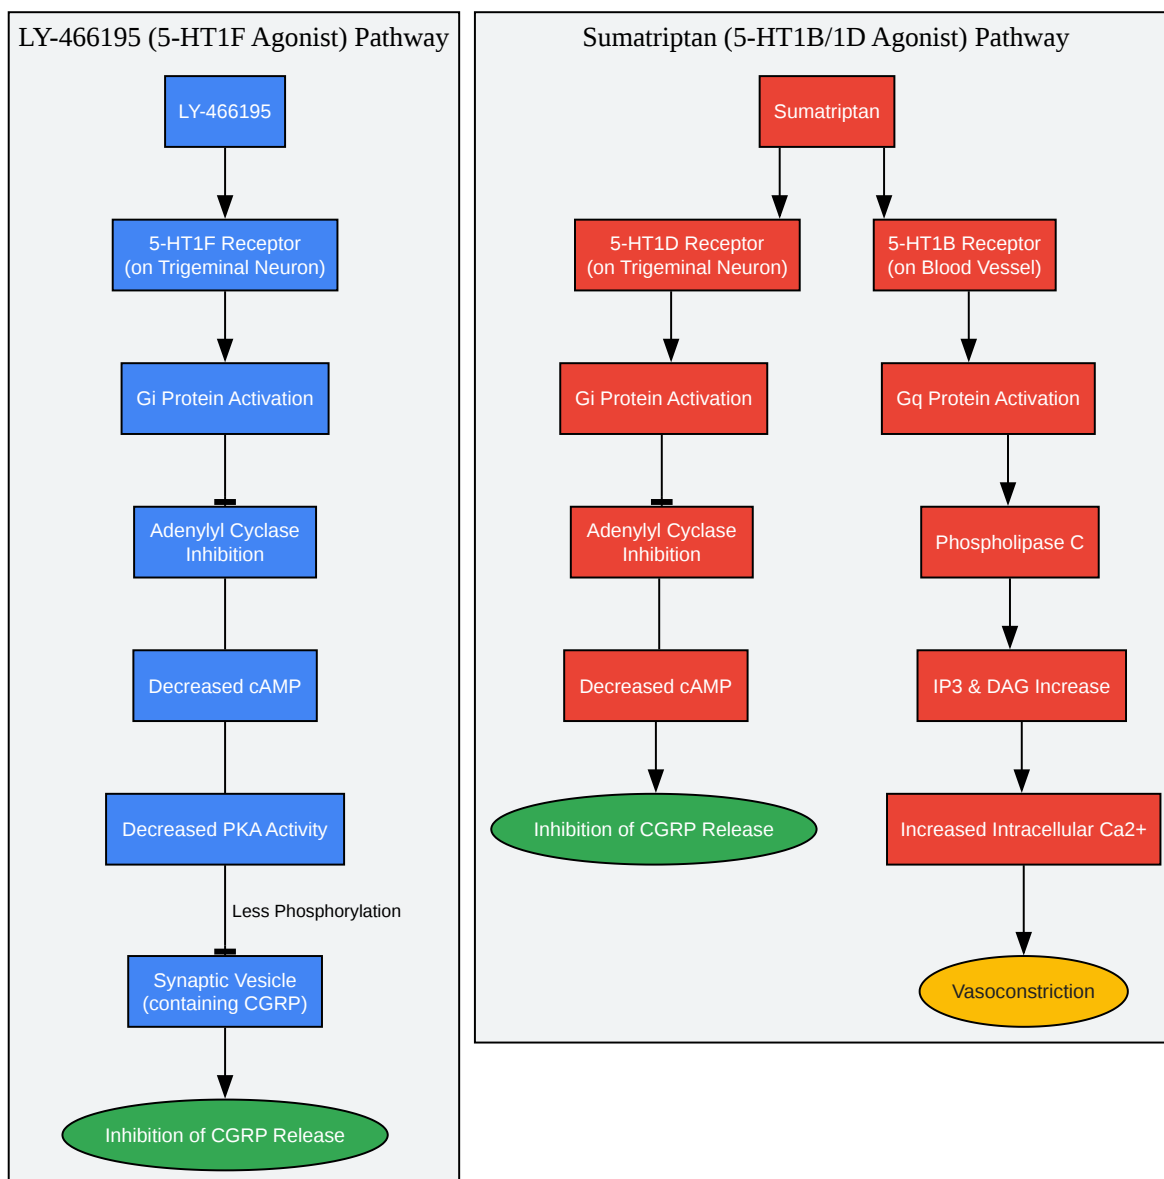 LY-466195 (5-HT1F Agonist) Pathway
LY-466195
5-HT1F Receptor
(on Trigeminal Neuron)
Gi Protein Activation
Adenylyl Cyclase
Inhibition
Decreased cAMP
Decreased PKA Activity
Less Phosphorylation
Synaptic Vesicle
(containing CGRP)
Inhibition of CGRP Release
Sumatriptan (5-HT1B/1D Agonist) Pathway
Sumatriptan
5-HT1D Receptor
(on Trigeminal Neuron)
Gi Protein Activation
Adenylyl Cyclase
Inhibition
Decreased cAMP
Inhibition of CGRP Release
5-HT1B Receptor
(on Blood Vessel)
Gq Protein Activation
Phospholipase C
IP3 & DAG Increase
Increased Intracellular Ca2+
Vasoconstriction